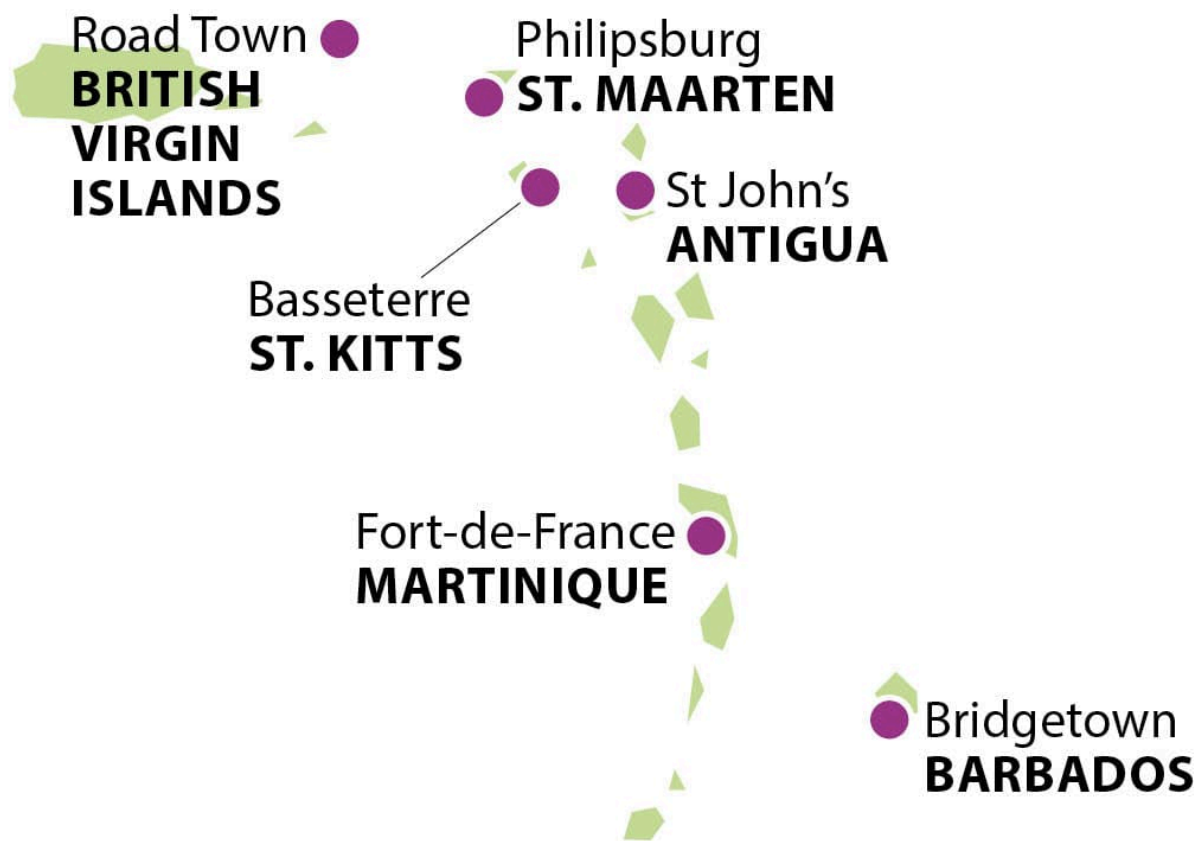 Road Town
BRITISH
VIRGIN
ISLANDS
Philipsburg
ST. MAARTEN
St John’s
ANTIGUA
Basseterre
ST. KITTS
Fort-de-France
MARTINIQUE
Bridgetown
BARBADOS